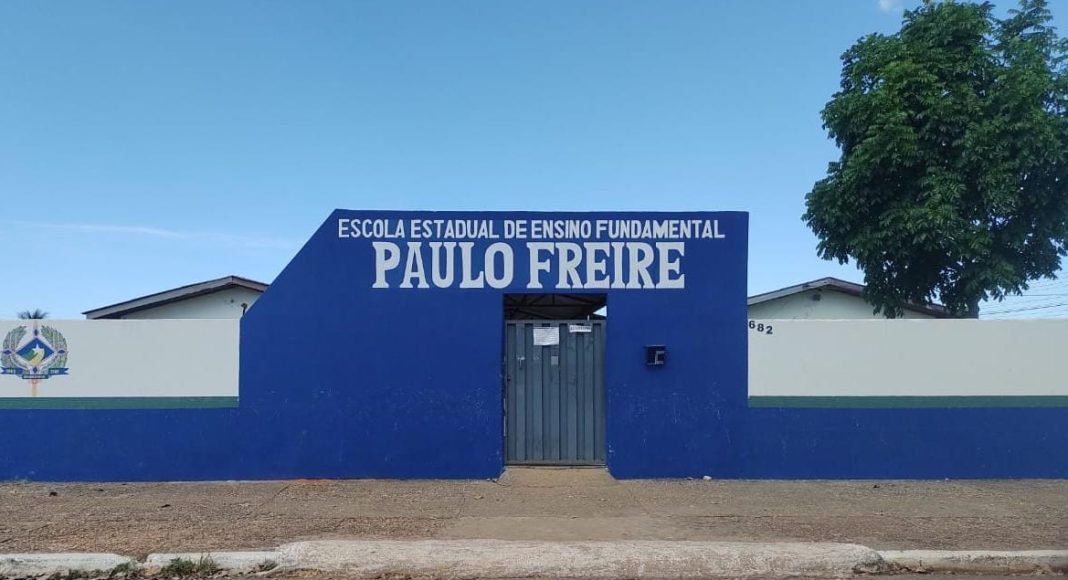 ESCOLA ESTADUAL DE ENSINO FUNDAMENTAL
PAULO FREIRE
682